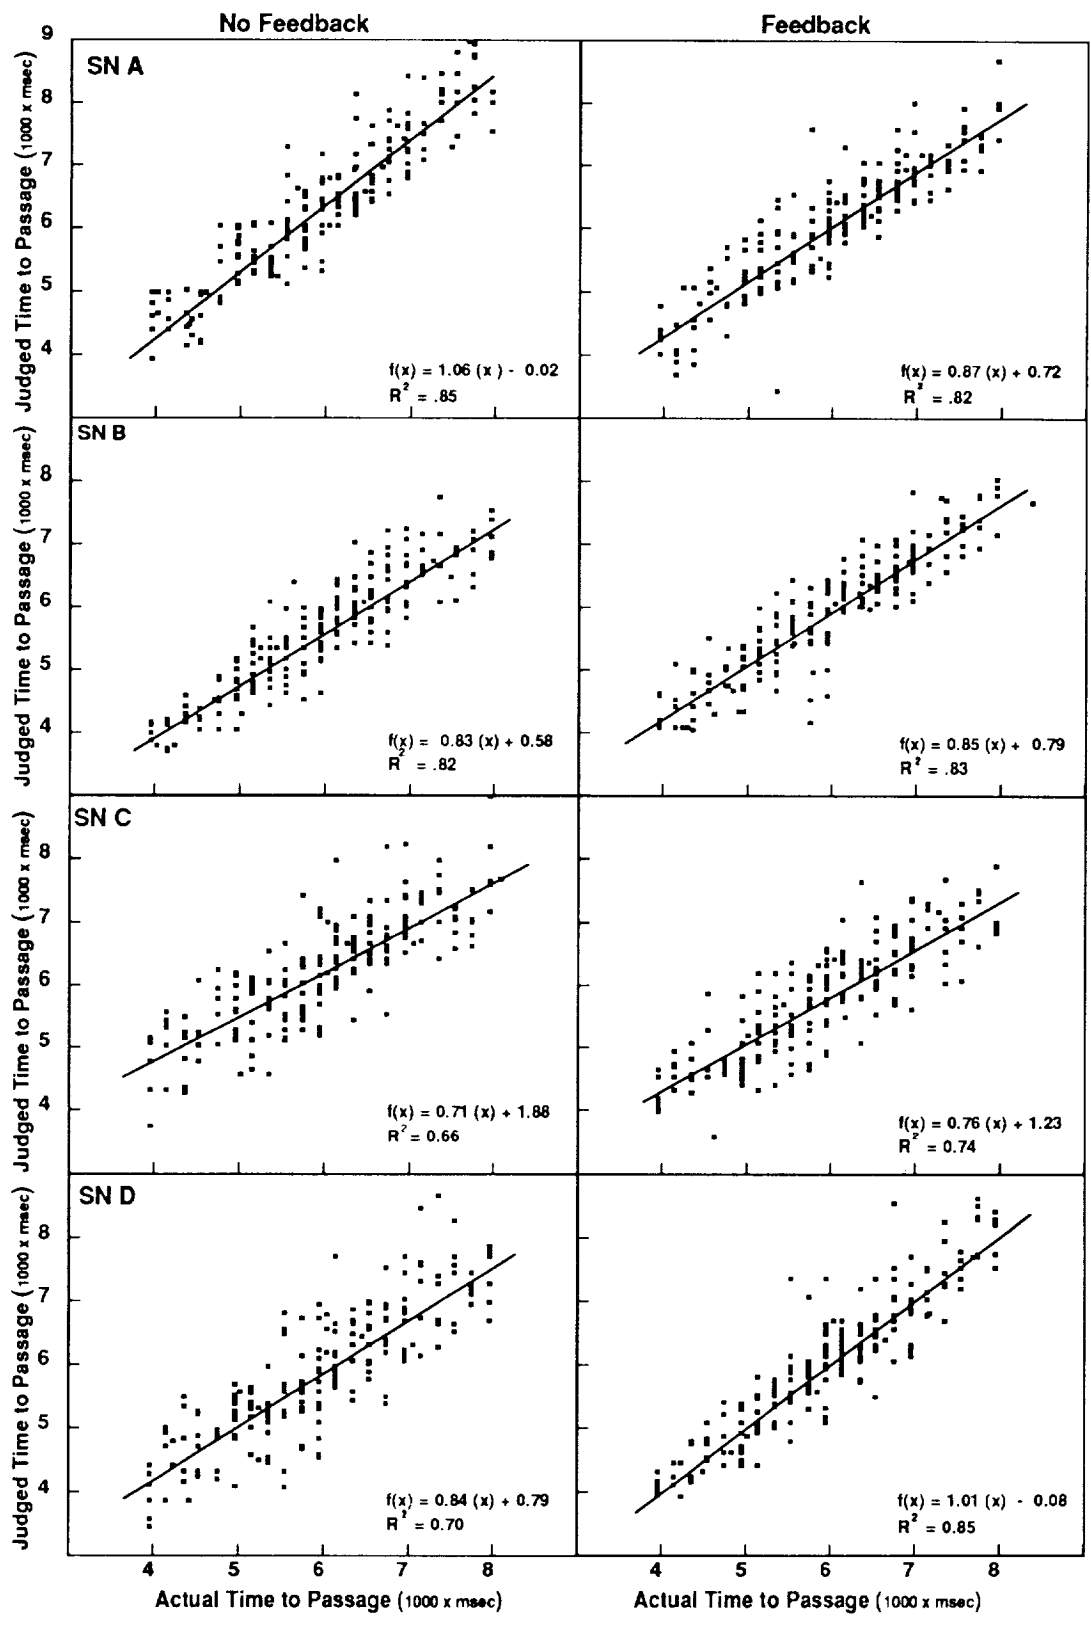 No Feedback
Feedback
Judged Time to Passage (1000 x msec)
9
8
7
6
5
4
SN A
f(x) = 1.06 (x ) - 0.02
R² = .85
f(x) = 0.87 (x) + 0.72
R² = .82
Judged Time to Passage (1000 x msec)
8
7
6
5
4
SN B
f(x) = 0.83 (x) + 0.58
R² = .82
f(x) = 0.85 (x) + 0.79
R² = .83
Judged Time to Passage (1000 x msec)
8
7
6
5
4
SN C
f(x) = 0.71 (x) + 1.88
R² = 0.66
f(x) = 0.76 (x) + 1.23
R² = 0.74
Judged Time to Passage (1000 x msec)
8
7
6
5
4
SN D
f(x) = 0.84 (x) + 0.79
R² = 0.70
f(x) = 1.01 (x) - 0.08
R² = 0.85
4 5 6 7 8
4 5 6 7 8
Actual Time to Passage (1000 x msec)
Actual Time to Passage (1000 x msec)